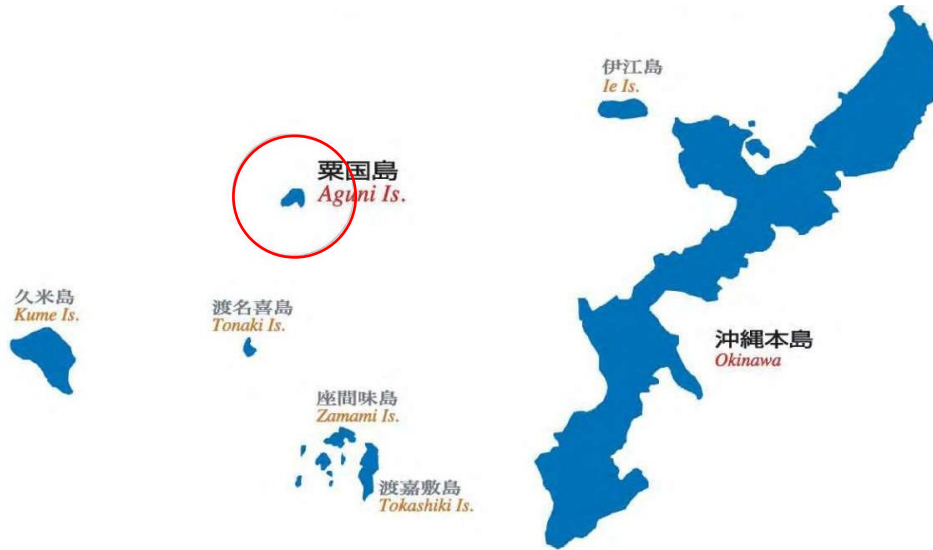 伊江島
Ie Is.
粟国島
Aguni Is.
久米島
Kume Is.
渡名喜島
Tonaki Is.
沖縄本島
Okinawa
座間味島
Zamami Is.
渡嘉敷島
Tokashiki Is.